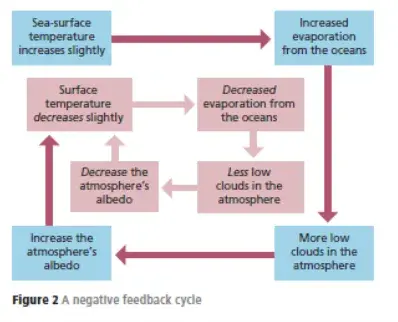 Sea-surface
temperature
increases slightly
Increased
evaporation
from the oceans
Surface
temperature
decreases slightly
Decreased
evaporation from
the oceans
Decrease the
atmosphere's
albedo
Less low
clouds in the
atmosphere
Increase the
atmosphere's
albedo
More low
clouds in the
atmosphere
Figure 2 A negative feedback cycle